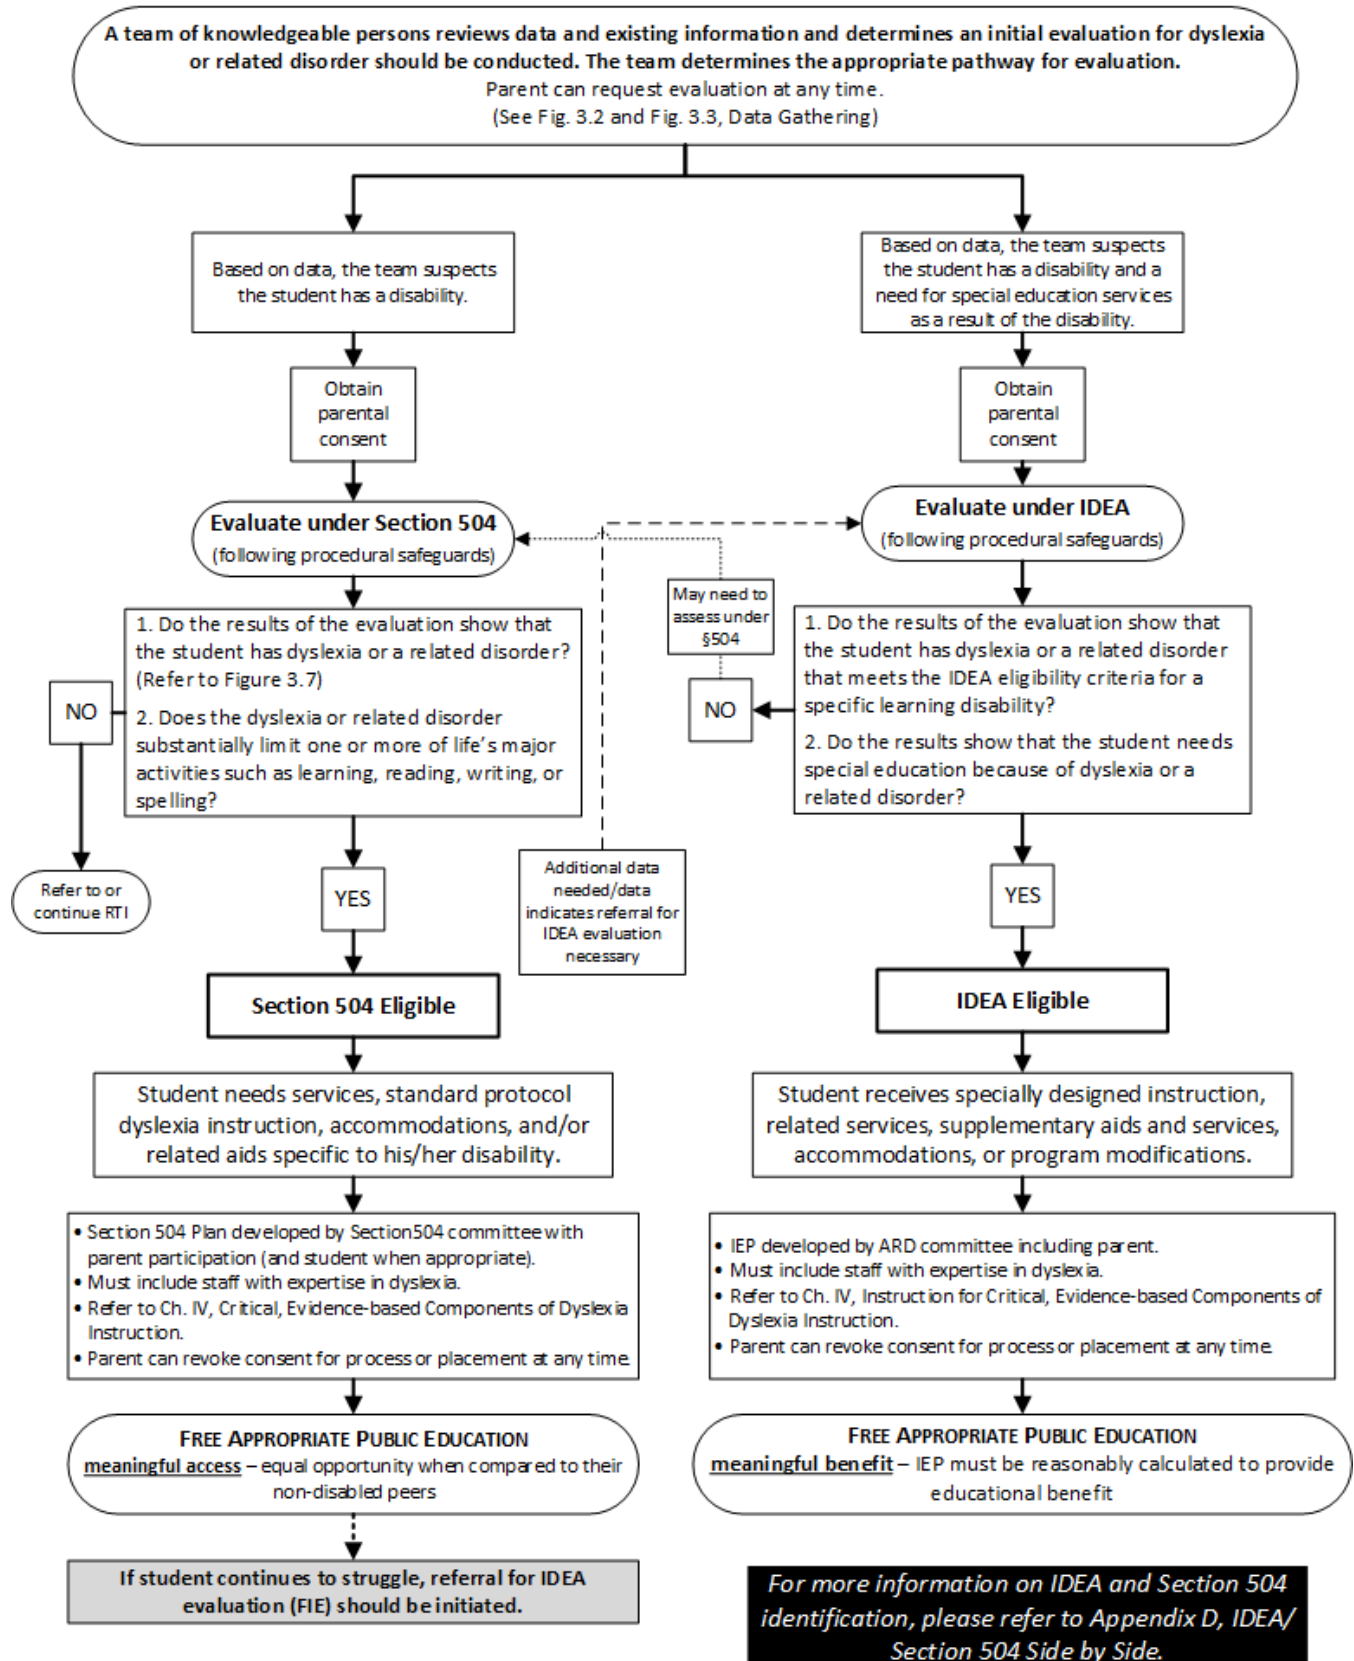 A team of knowledgeable persons reviews data and existing information and determines an initial evaluation for dyslexia
or related disorder should be conducted. The team determines the appropriate pathway for evaluation.
Parent can request evaluation at any time.
(See Fig. 3.2 and Fig. 3.3, Data Gathering)
Based on data, the team suspects
the student has a disability.
Obtain
parental
consent
Evaluate under Section 504
(following procedural safeguards)
1. Do the results of the evaluation show that
the student has dyslexia or a related disorder?
(Refer to Figure 3.7)
2. Does the dyslexia or related disorder
substantially limit one or more of life's major
activities such as learning, reading, writing, or
spelling?
NO
Refer to or
continue RTI
YES
Section 504 Eligible
Student needs services, standard protocol
dyslexia instruction, accommodations, and/or
related aids specific to his/her disability.
• Section 504 Plan developed by Section504 committee with
parent participation (and student when appropriate).
• Must include staff with expertise in dyslexia.
• Refer to Ch. IV, Critical, Evidence-based Components of Dyslexia
Instruction.
• Parent can revoke consent for process or placement at any time.
FREE APPROPRIATE PUBLIC EDUCATION
meaningful access – equal opportunity when compared to their
non-disabled peers
If student continues to struggle, referral for IDEA
evaluation (FIE) should be initiated.
Additional data
needed/data
indicates referral for
IDEA evaluation
necessary
May need to
assess under
§504
Based on data, the team suspects
the student has a disability and a
need for special education services
as a result of the disability.
Obtain
parental
consent
Evaluate under IDEA
(following procedural safeguards)
1. Do the results of the evaluation show that
the student has dyslexia or a related disorder
that meets the IDEA eligibility criteria for a
specific learning disability?
2. Do the results show that the student needs
special education because of dyslexia or a
related disorder?
NO
YES
IDEA Eligible
Student receives specially designed instruction,
related services, supplementary aids and services,
accommodations, or program modifications.
• IEP developed by ARD committee including parent.
• Must include staff with expertise in dyslexia.
• Refer to Ch. IV, Instruction for Critical, Evidence-based Components of
Dyslexia Instruction.
• Parent can revoke consent for process or placement at any time.
FREE APPROPRIATE PUBLIC EDUCATION
meaningful benefit – IEP must be reasonably calculated to provide
educational benefit
For more information on IDEA and Section 504
identification, please refer to Appendix D, IDEA/
Section 504 Side by Side.